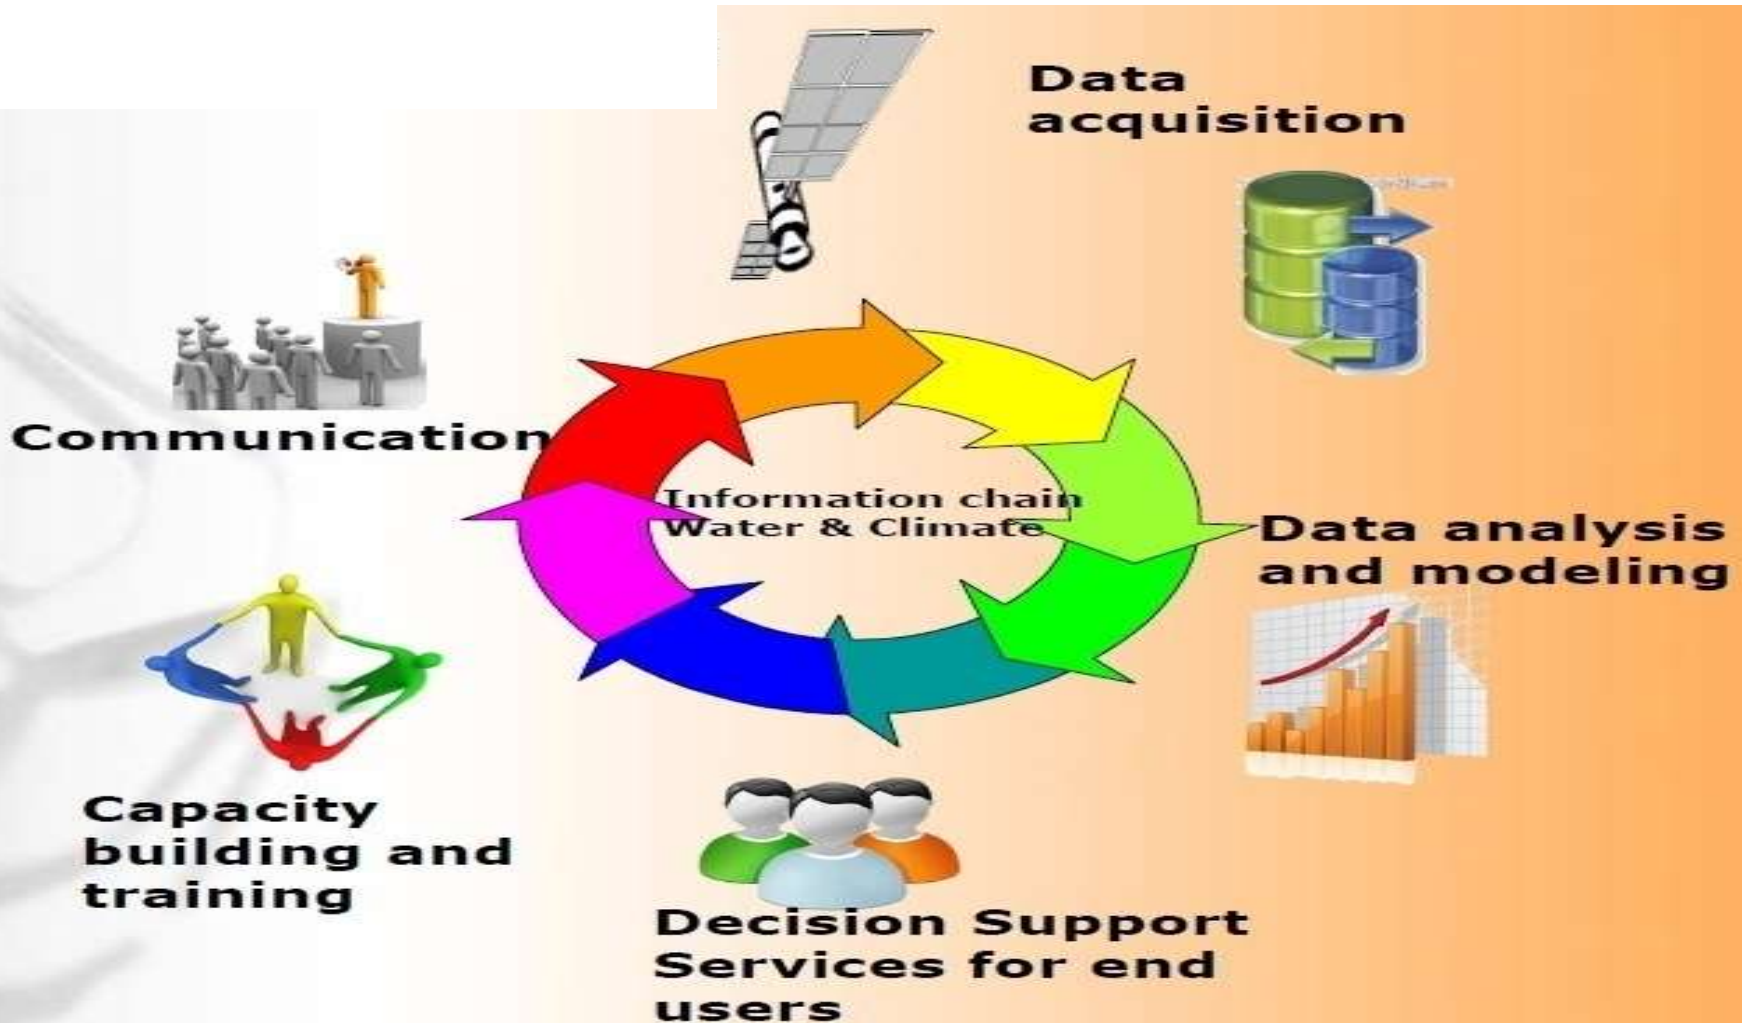 Data
acquisition
Communication
Information chain
Water & Climate
Data analysis
and modeling
Capacity
building and
training
Decision Support
Services for end
users